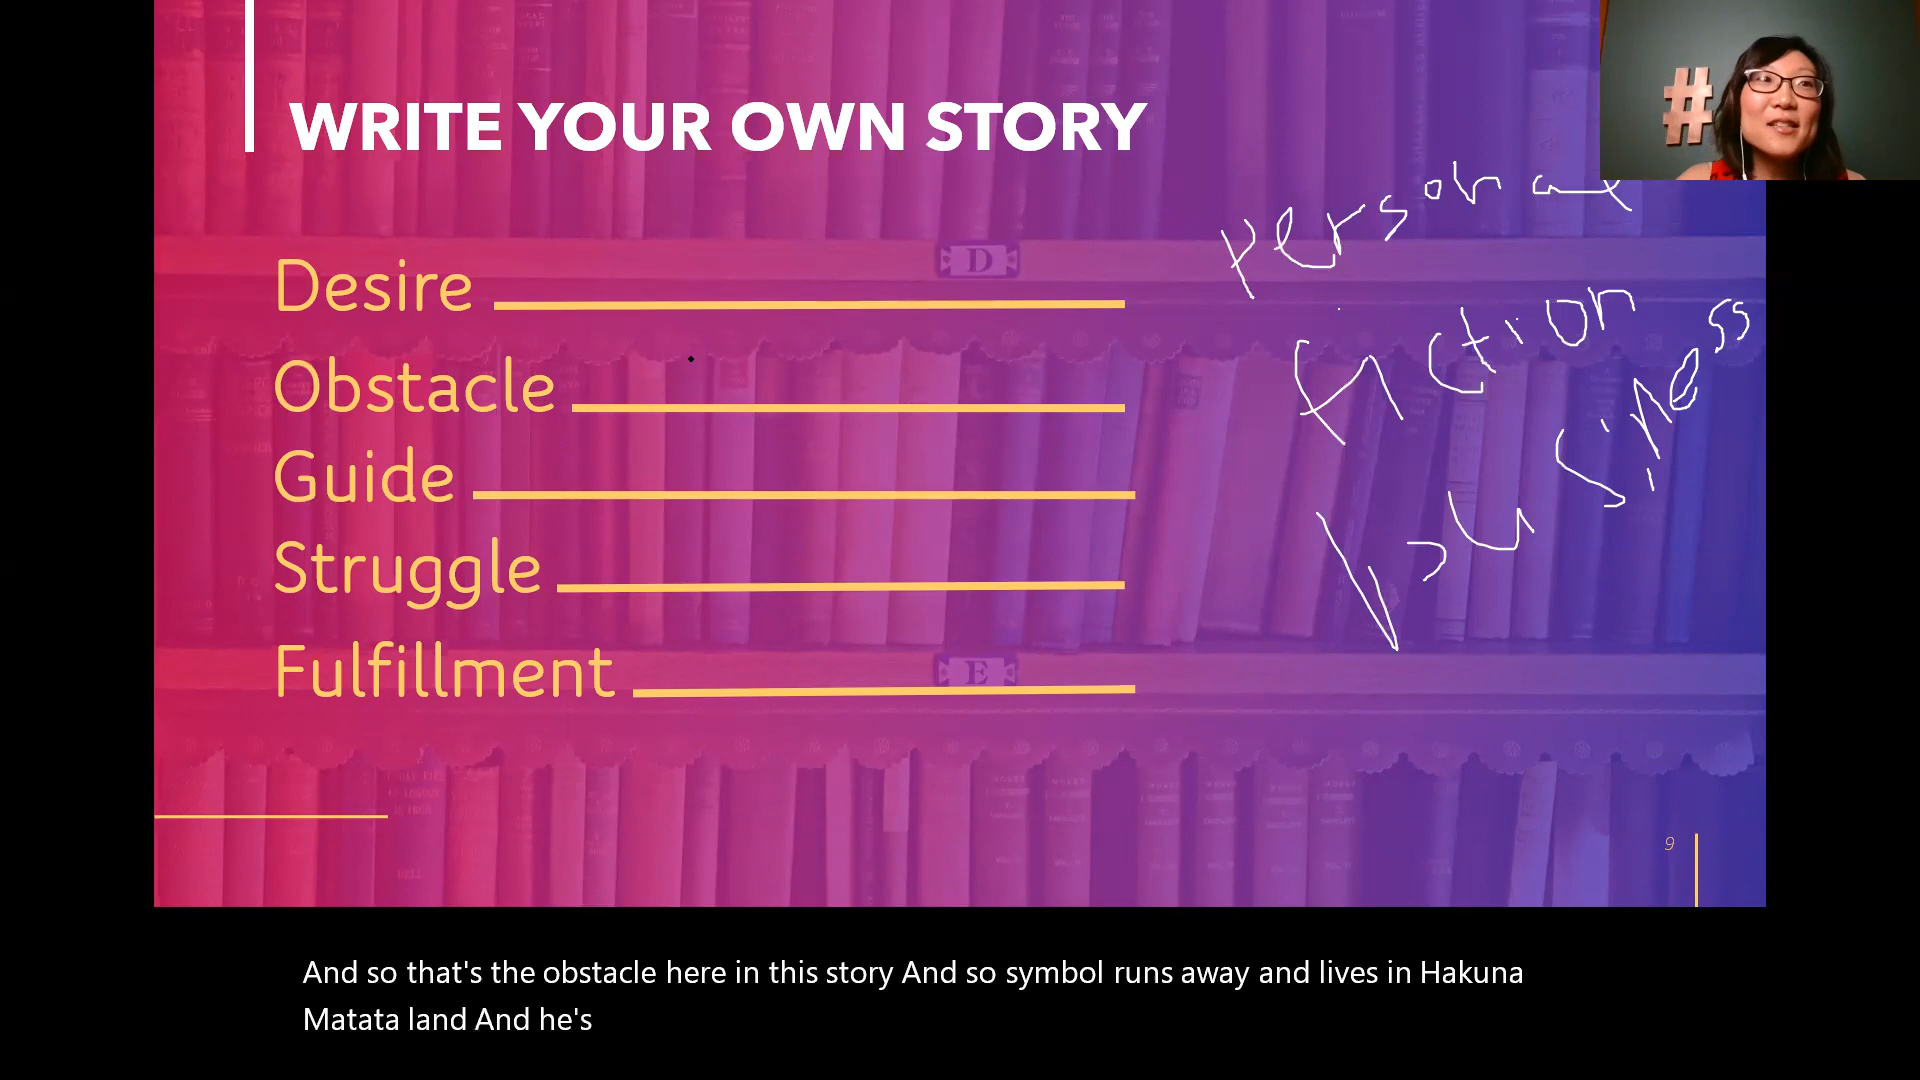 WRITE YOUR OWN STORY
personal
Desire
fiction
Obstacle
business
Guide
Struggle
Fulfillment
D
E
9
And so that's the obstacle here in this story And so symbol runs away and lives in Hakuna
Matata land And he's